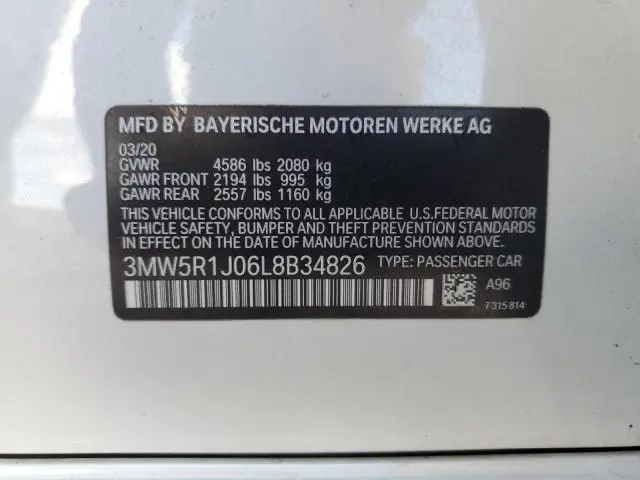 MFD BY BAYERISCHE MOTOREN WERKE AG
03/20
GVWR 4586 lbs 2080 kg
GAWR FRONT 2194 lbs 995 kg
GAWR REAR 2557 lbs 1160 kg
THIS VEHICLE CONFORMS TO ALL APPLICABLE U.S.FEDERAL MOTOR
VEHICLE SAFETY, BUMPER AND THEFT PREVENTION STANDARDS
IN EFFECT ON THE DATE OF MANUFACTURE SHOWN ABOVE.
3MW5R1J06L8B34826 TYPE: PASSENGER CAR
A96
7315814